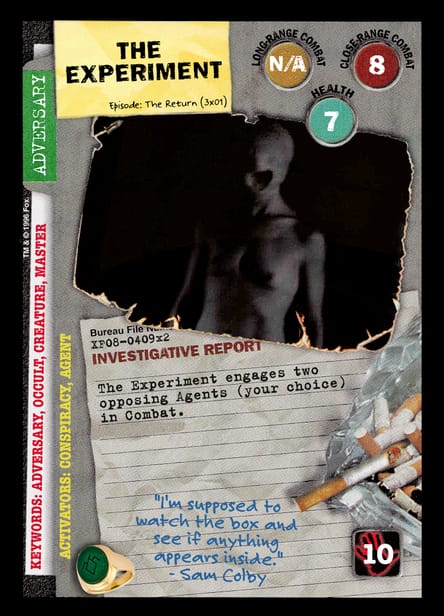 THE
EXPERIMENT
Episode: The Return (3x01)
LONG-RANGE COMBAT
N/A
CLOSE-RANGE COMBAT
8
HEALTH
7
ADVERSARY
TM & © 1996 Fox.
KEYWORDS: ADVERSARY, OCCULT, CREATURE, MASTER
ACTIVATORS: CONSPIRACY, AGENT
Bureau File
XF08-0409x2
INVESTIGATIVE REPORT
The Experiment engages two
opposing Agents (your choice)
in Combat.
"I'm supposed to
watch the box and
see if anything
appears inside."
- Sam Colby
10